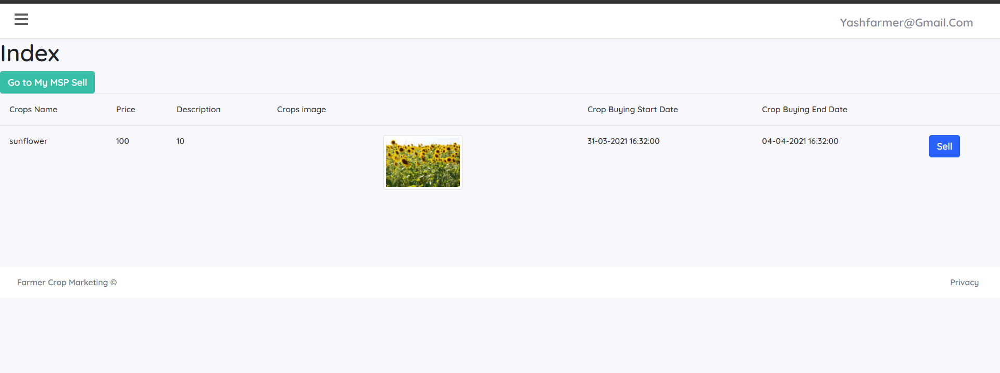 Yashfarmer@Gmail.Com
Index
Go to My MSP Sell
Crops Name Price Description Crops image Crop Buying Start Date Crop Buying End Date
sunflower 100 10 31-03-2021 16:32:00 04-04-2021 16:32:00 Sell
Farmer Crop Marketing © Privacy